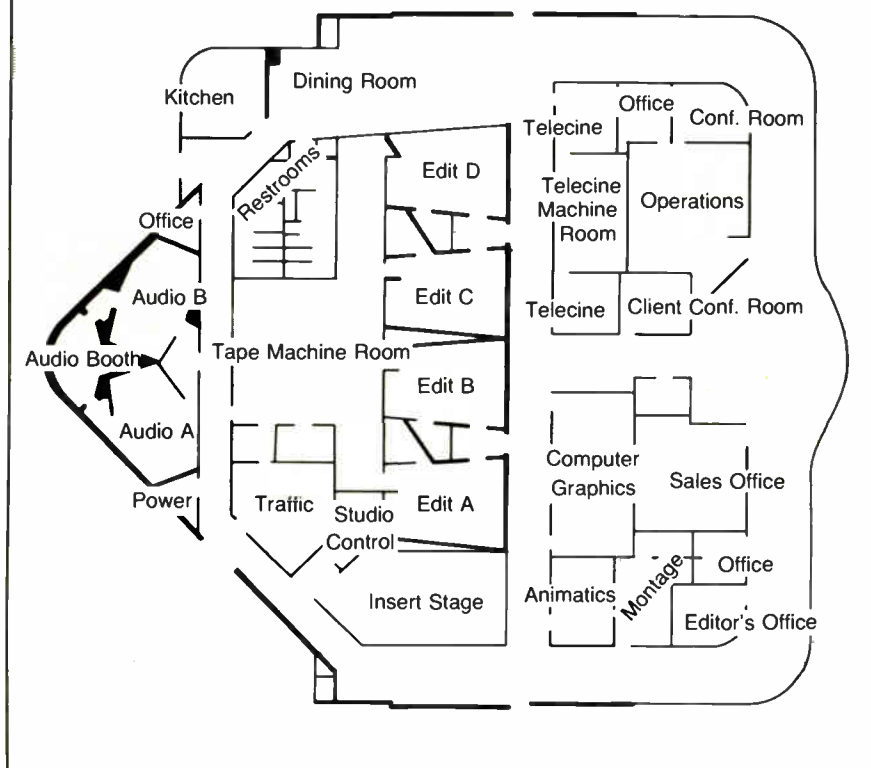 Dining Room
Kitchen
Office
Conf. Room
Telecine
Restrooms
Edit D
Telecine
Machine
Room
Operations
Office
Audio B
Edit C
Telecine
Client Conf. Room
Audio Booth
Tape Machine Room
Edit B
Audio A
Computer
Graphics
Sales Office
Power
Traffic
Studio
Control
Edit A
Insert Stage
Animatics
Montage
Office
Editor's Office